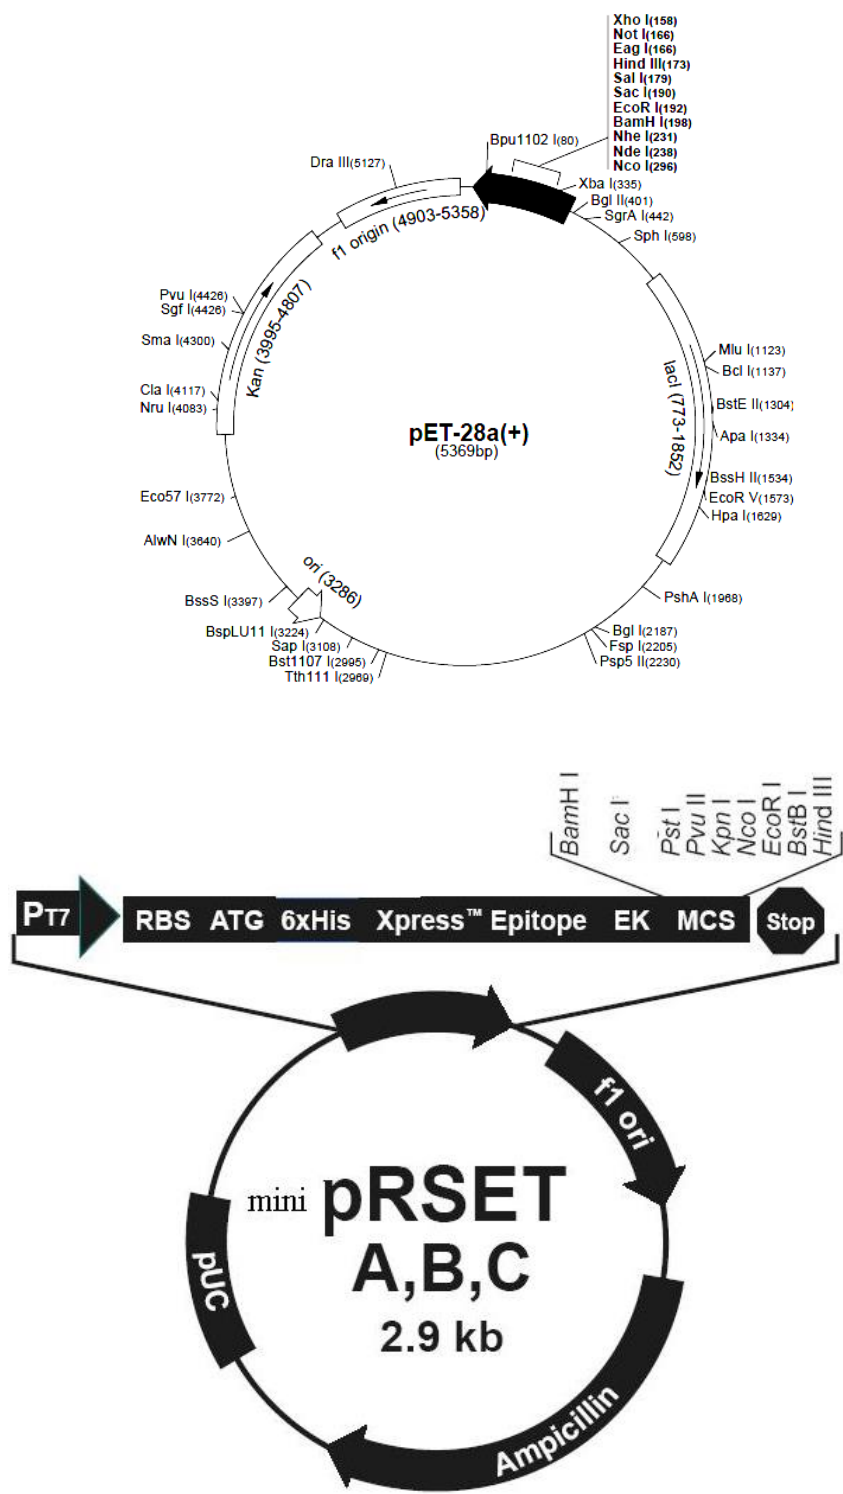 Xho I(158)
Not I(166)
Eag I(166)
Hind III(173)
Sal I(179)
Sac I(190)
EcoR I(192)
BamH I(198)
Nhe I(231)
Nde I(238)
Nco I(296)
Bpu1102 I(80)
Dra III(5127)
Xba I(335)
Bgl II(401)
SgrA I(442)
Sph I(598)
f1 origin (4903-5358)
Pvu I(4426)
Sgf I(4426)
Sma I(4300)
Kan (3995-4807)
Cla I(4117)
Nru I(4083)
Mlu I(1123)
Bcl I(1137)
BstE II(1304)
Apa I(1334)
lacI (773-1852)
pET-28a(+)
(5369bp)
BssH II(1534)
EcoR V(1573)
Hpa I(1629)
Eco57 I(3772)
AlwN I(3640)
ori (3286)
BssS I(3397)
PshA I(1968)
BspLU11 I(3224)
Sap I(3108)
Bst1107 I(2995)
Tth111 I(2969)
Bgl I(2187)
Fsp I(2205)
Psp5 II(2230)
BamH I
Sac I
Pst I
Pvu II
Kpn I
Nco I
EcoR I
BstB I
Hind III
PT7
RBS ATG 6xHis Xpress™ Epitope EK MCS
Stop
f1 ori
mini pRSET
A,B,C
2.9 kb
pUC
Ampicillin